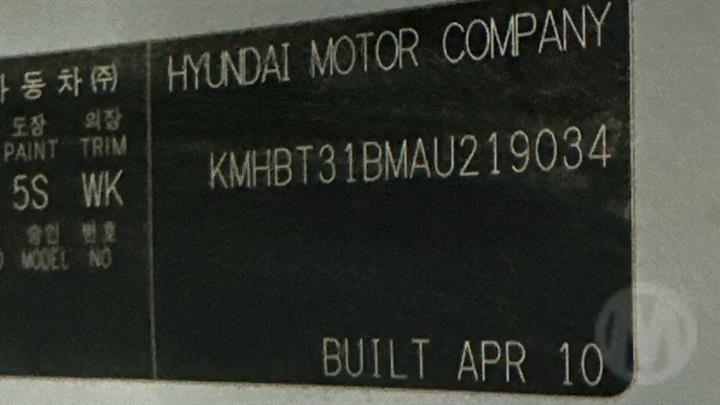 자동차㈜
도장 외장
PAINT TRIM
5S WK
승인 번호
MODEL NO
HYUNDAI MOTOR COMPANY
KMHBT31BMAU219034
BUILT APR 10